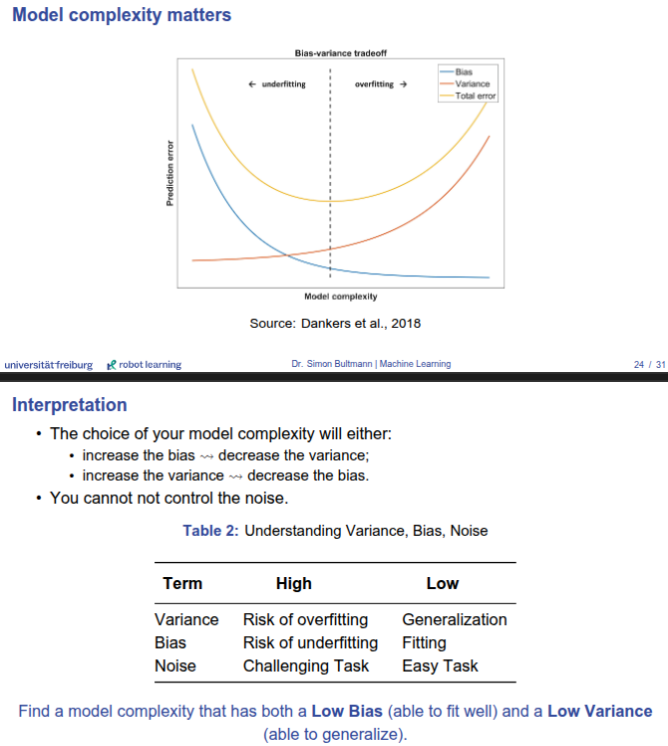 Model complexity matters
Bias-variance tradeoff
← underfitting overfitting →
Bias
Variance
Total error
Prediction error
Model complexity
Source: Dankers et al., 2018
universität freiburg robot learning Dr. Simon Bultmann | Machine Learning 24 / 31
Interpretation
• The choice of your model complexity will either:
• increase the bias ⇝ decrease the variance;
• increase the variance ⇝ decrease the bias.
• You cannot not control the noise.
Table 2: Understanding Variance, Bias, Noise
Term High Low
Variance Risk of overfitting Generalization
Bias Risk of underfitting Fitting
Noise Challenging Task Easy Task
Find a model complexity that has both a Low Bias (able to fit well) and a Low Variance
(able to generalize).